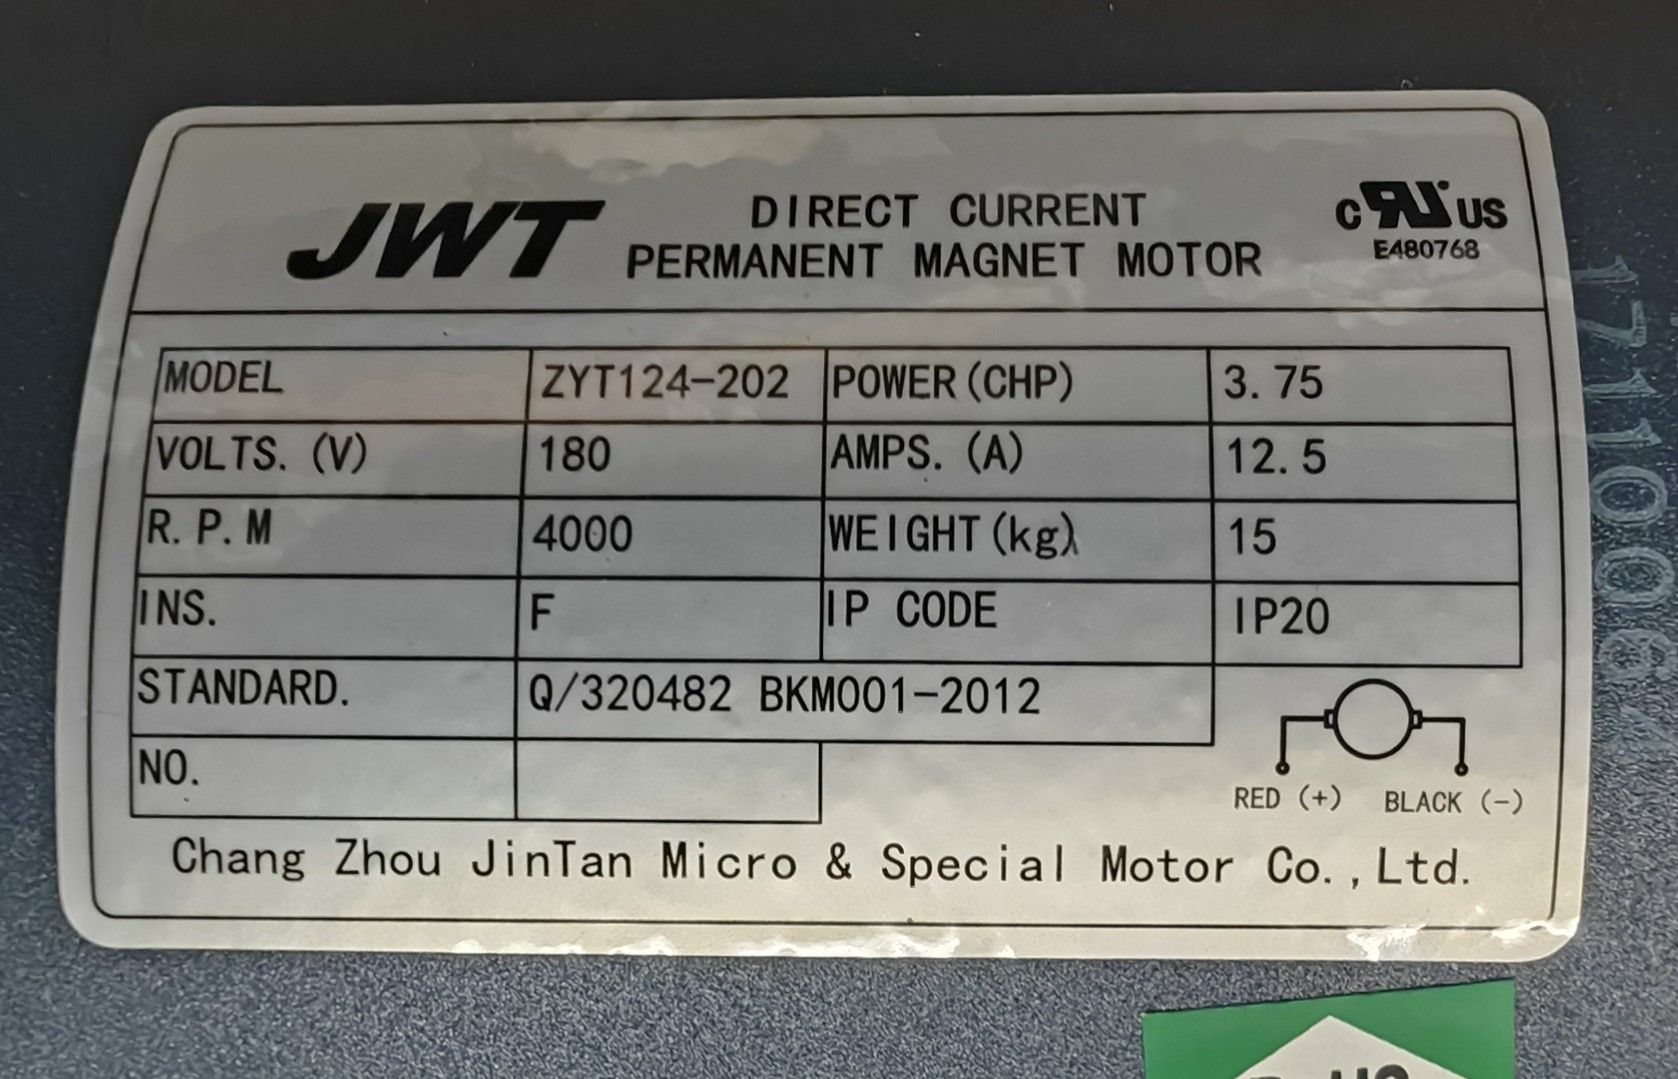 JWT
DIRECT CURRENT
PERMANENT MAGNET MOTOR
c RU US
E480768
MODEL ZYT124-202 POWER(CHP) 3.75
VOLTS.(V) 180 AMPS.(A) 12.5
R.P.M 4000 WEIGHT(kg) 15
INS. F IP CODE IP20
STANDARD. Q/320482 BKM001-2012
NO.
RED (+) BLACK (-)
Chang Zhou JinTan Micro & Special Motor Co.,Ltd.